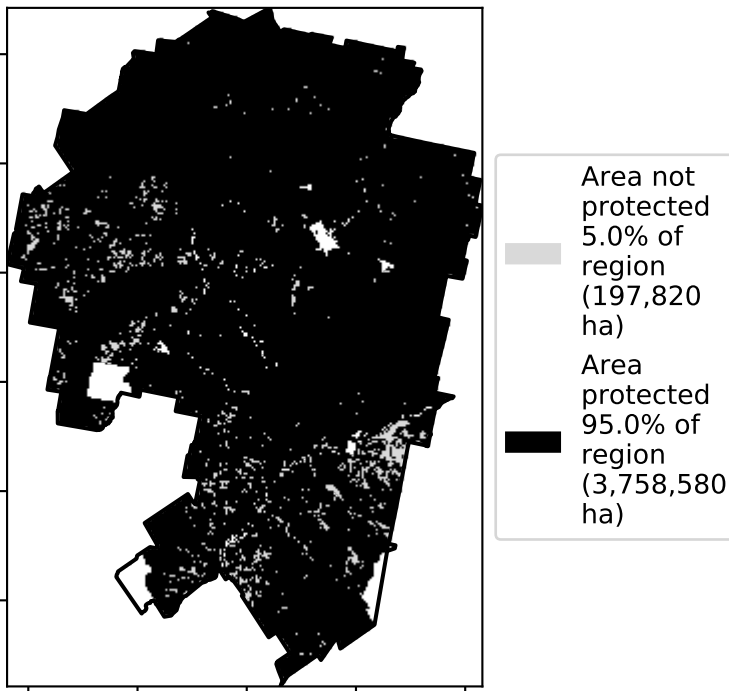 Area not
protected
5.0% of
region
(197,820
ha)
Area
protected
95.0% of
region
(3,758,580
ha)